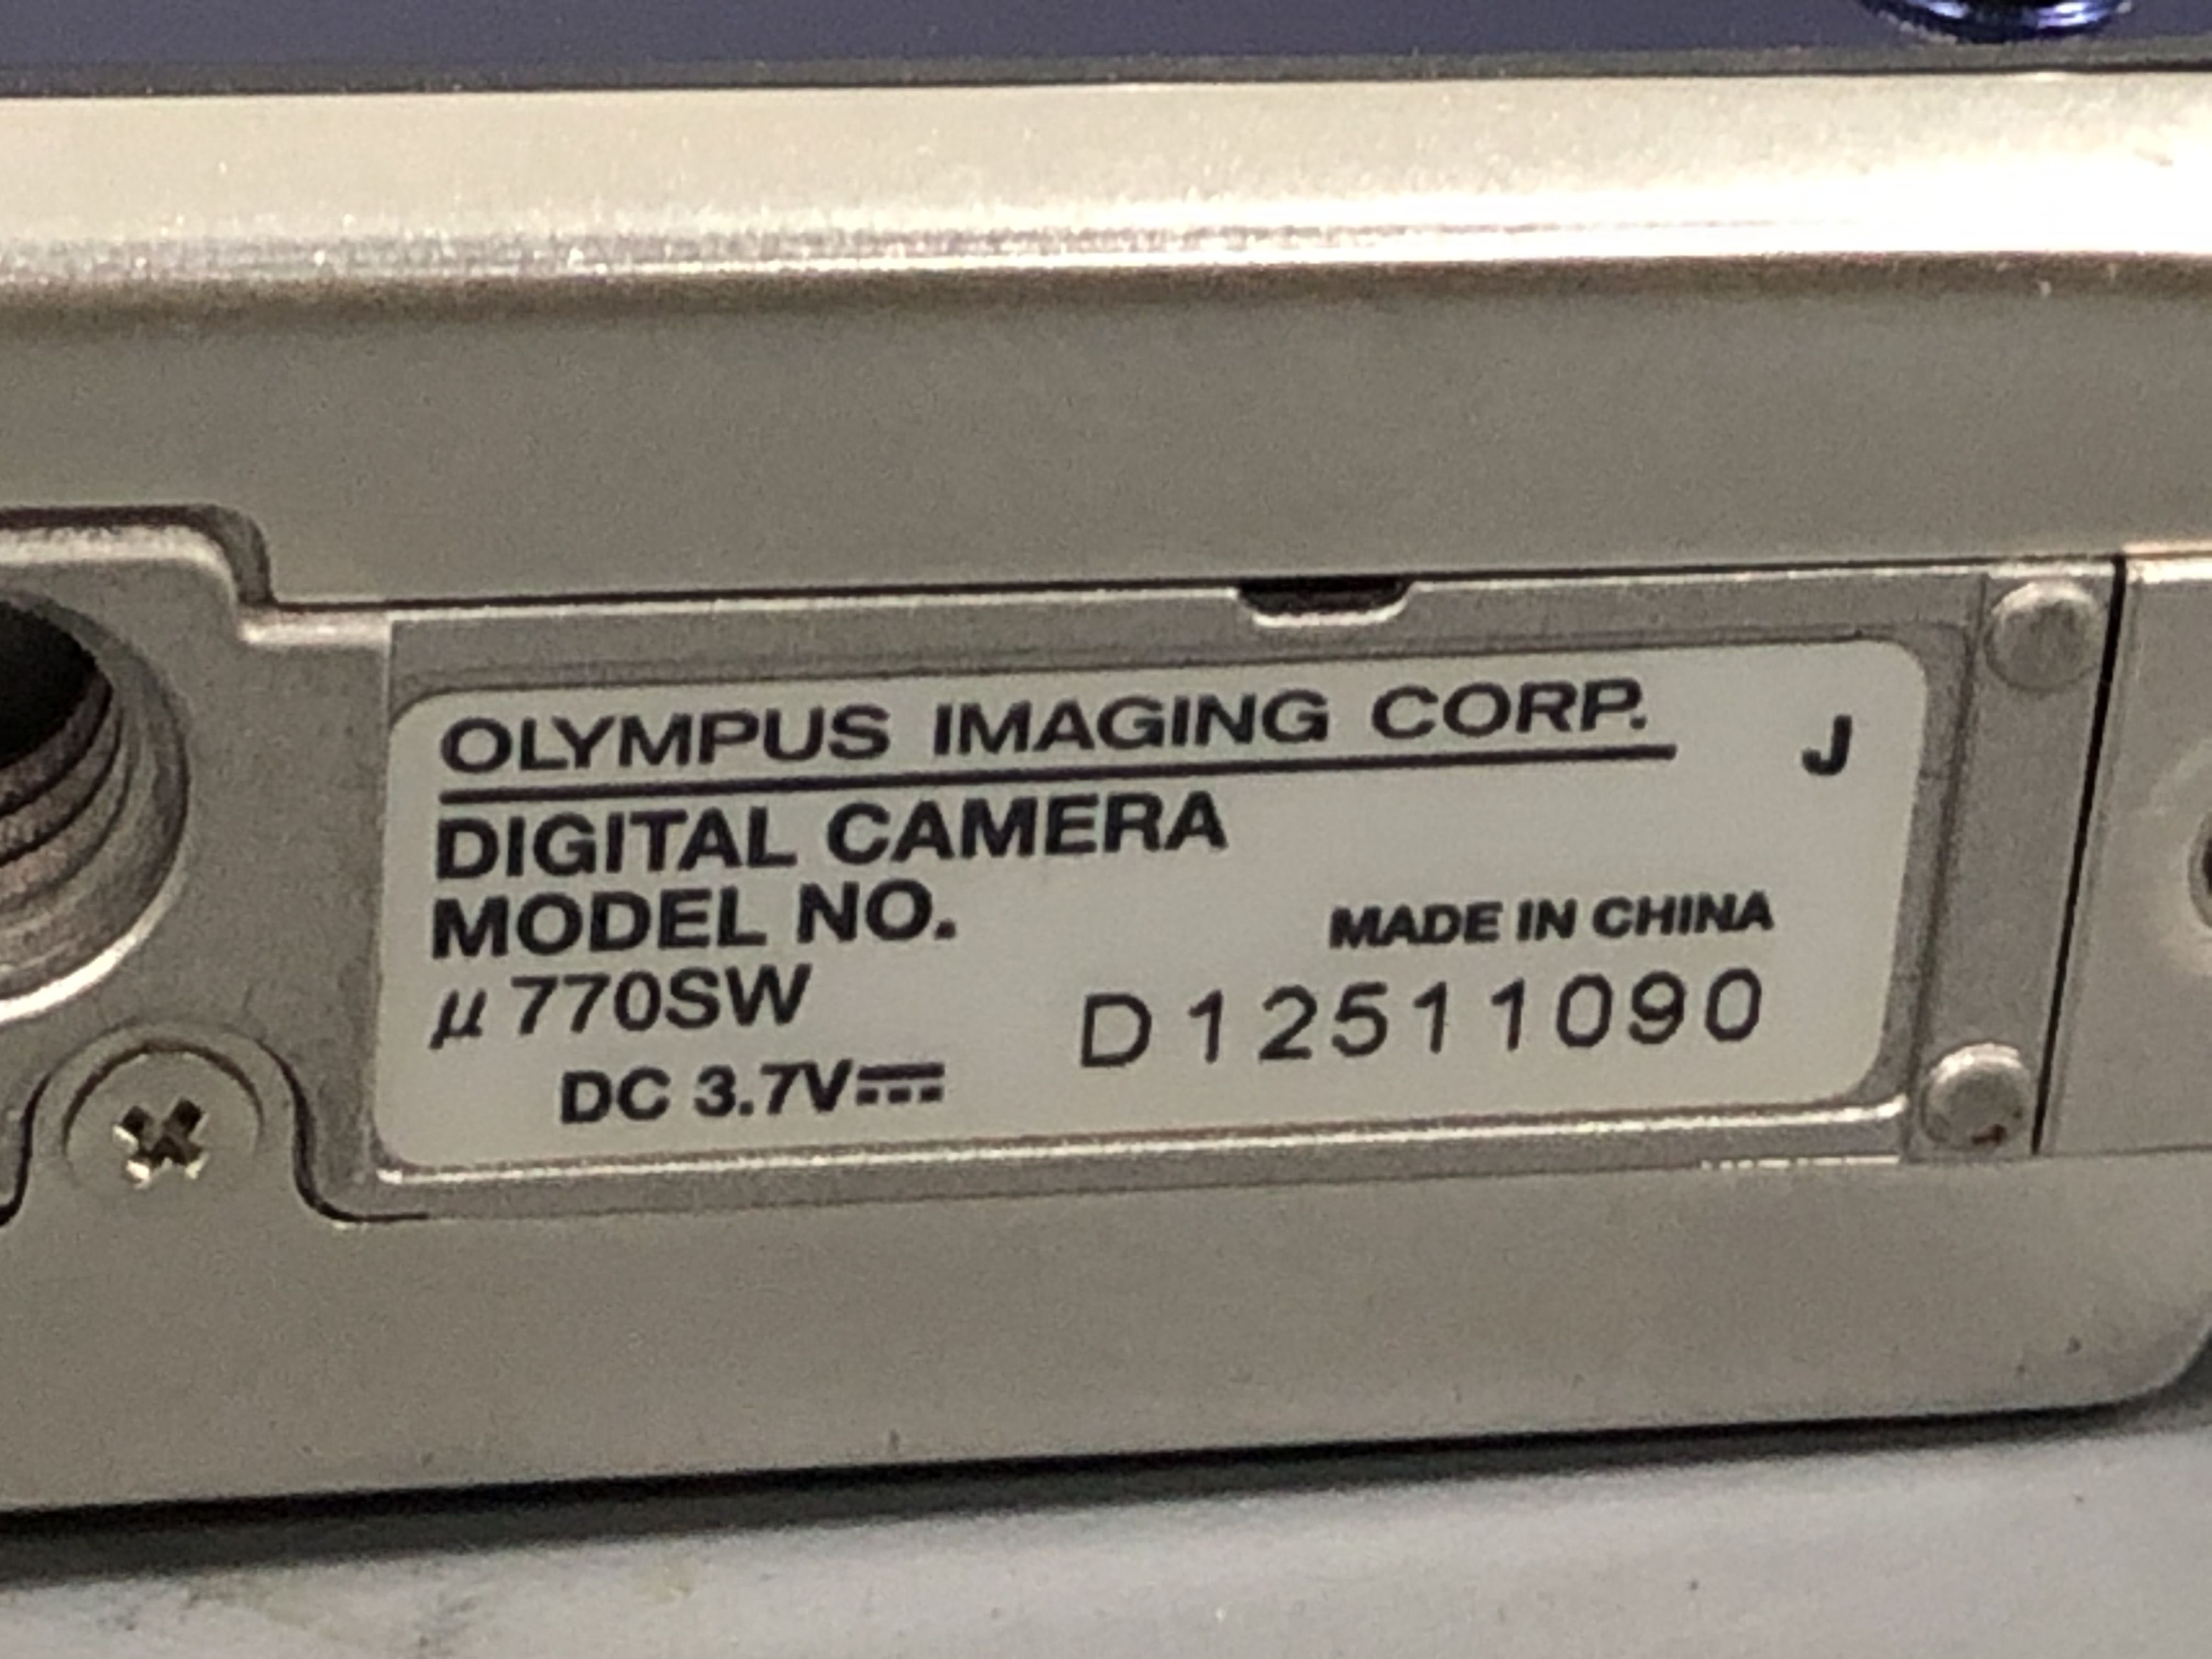 OLYMPUS IMAGING CORP.
J
DIGITAL CAMERA
MODEL NO.
MADE IN CHINA
μ770SW
D12511090
DC 3.7V⎓